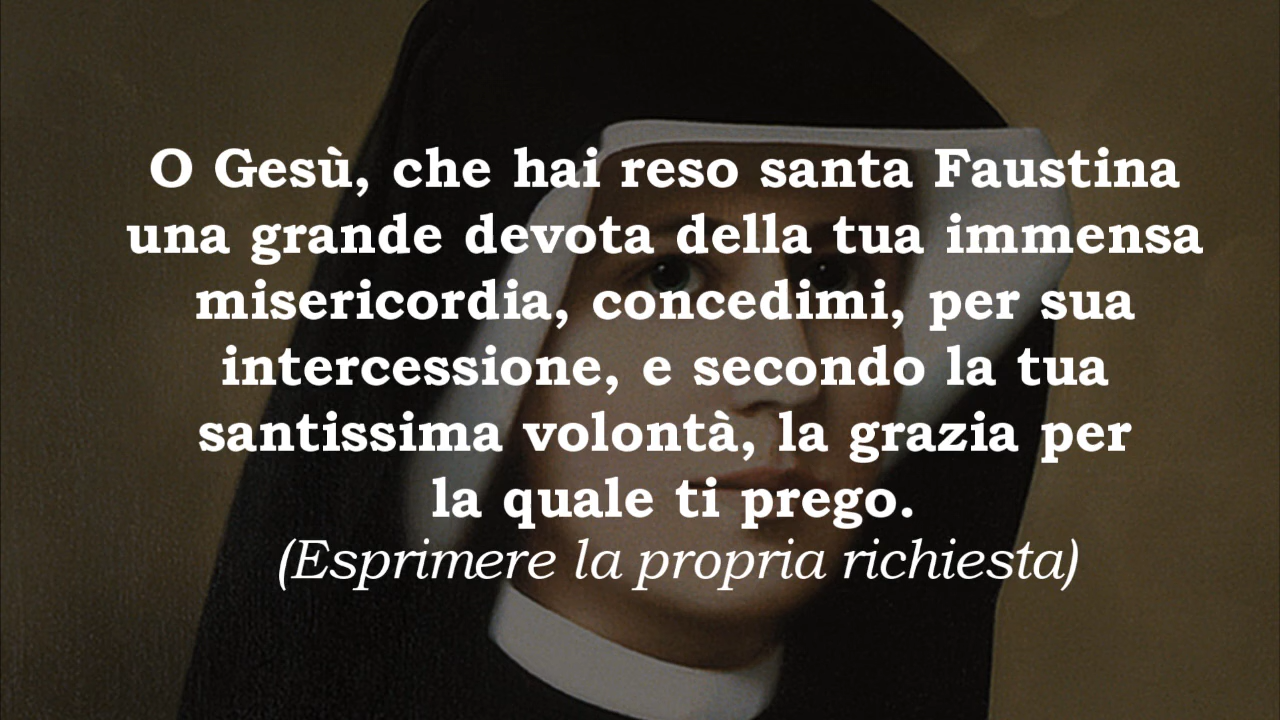 O Gesù, che hai reso santa Faustina
una grande devota della tua immensa
misericordia, concedimi, per sua
intercessione, e secondo la tua
santissima volontà, la grazia per
la quale ti prego.
(Esprimere la propria richiesta)